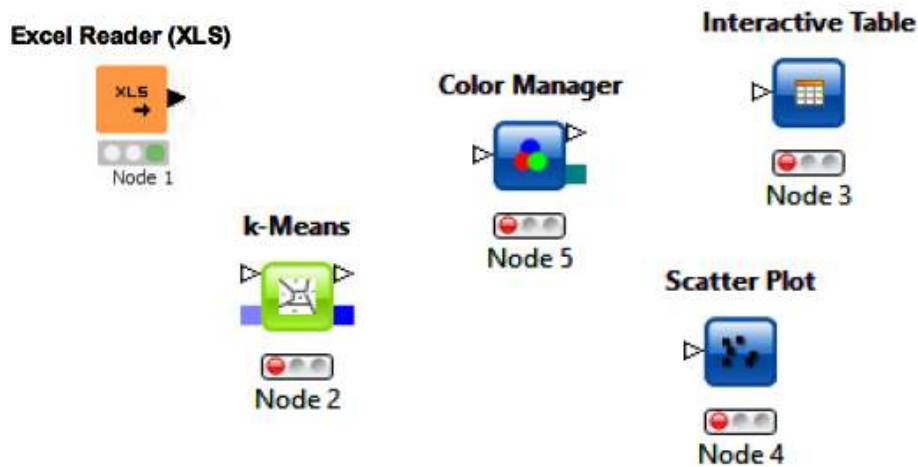 Excel Reader (XLS)
XLS
Node 1
k-Means
Node 2
Color Manager
Node 5
Interactive Table
Node 3
Scatter Plot
Node 4